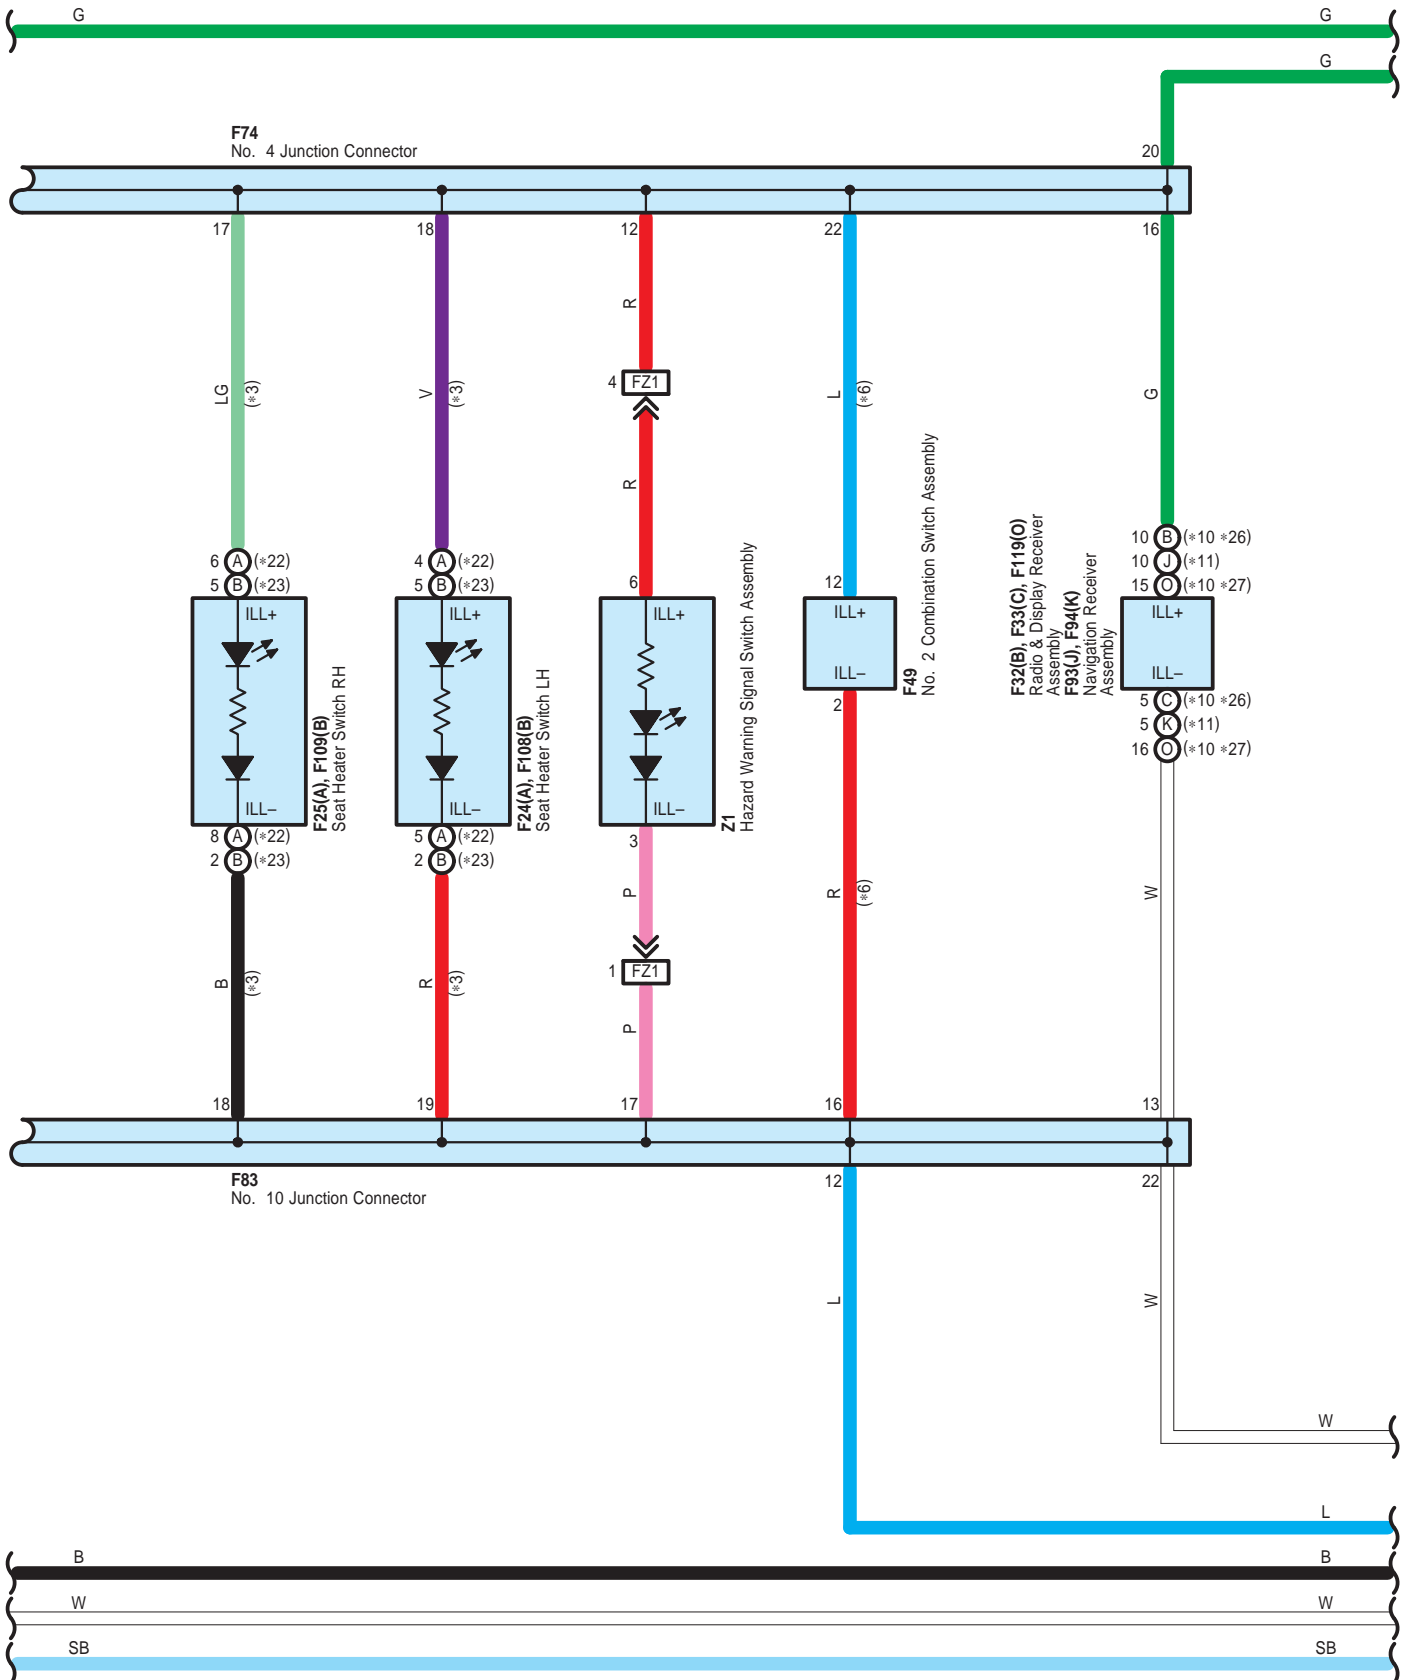 G G
G
F74
No. 4 Junction Connector
20
17 18 12 22 16
R
LG (*3) V (*3) 4 FZ1 L (*6) G
R
6 A (*22) 4 A (*22) 10 B (*10 *26)
5 B (*23) 5 B (*23) 6 12 10 J (*11)
15 O (*10 *27)
ILL+ ILL+ ILL+ ILL+ ILL+
ILL– ILL–
F25(A), F109(B)
Seat Heater Switch RH
F24(A), F108(B)
Seat Heater Switch LH
Z1
Hazard Warning Signal Switch Assembly
F49
No. 2 Combination Switch Assembly
F32(B), F33(C), F119(O)
Radio & Display Receiver
Assembly
F93(J), F94(K)
Navigation Receiver
Assembly
2 5 C (*10 *26)
5 K (*11)
16 O (*10 *27)
ILL– ILL– ILL–
8 A (*22) 5 A (*22) 3
2 B (*23) 2 B (*23)
P R (*6) W
B (*3) R (*3) 1 FZ1
P
18 19 17 16 13
F83
No. 10 Junction Connector
12 22
L W
W
L
B B
W W
SB SB